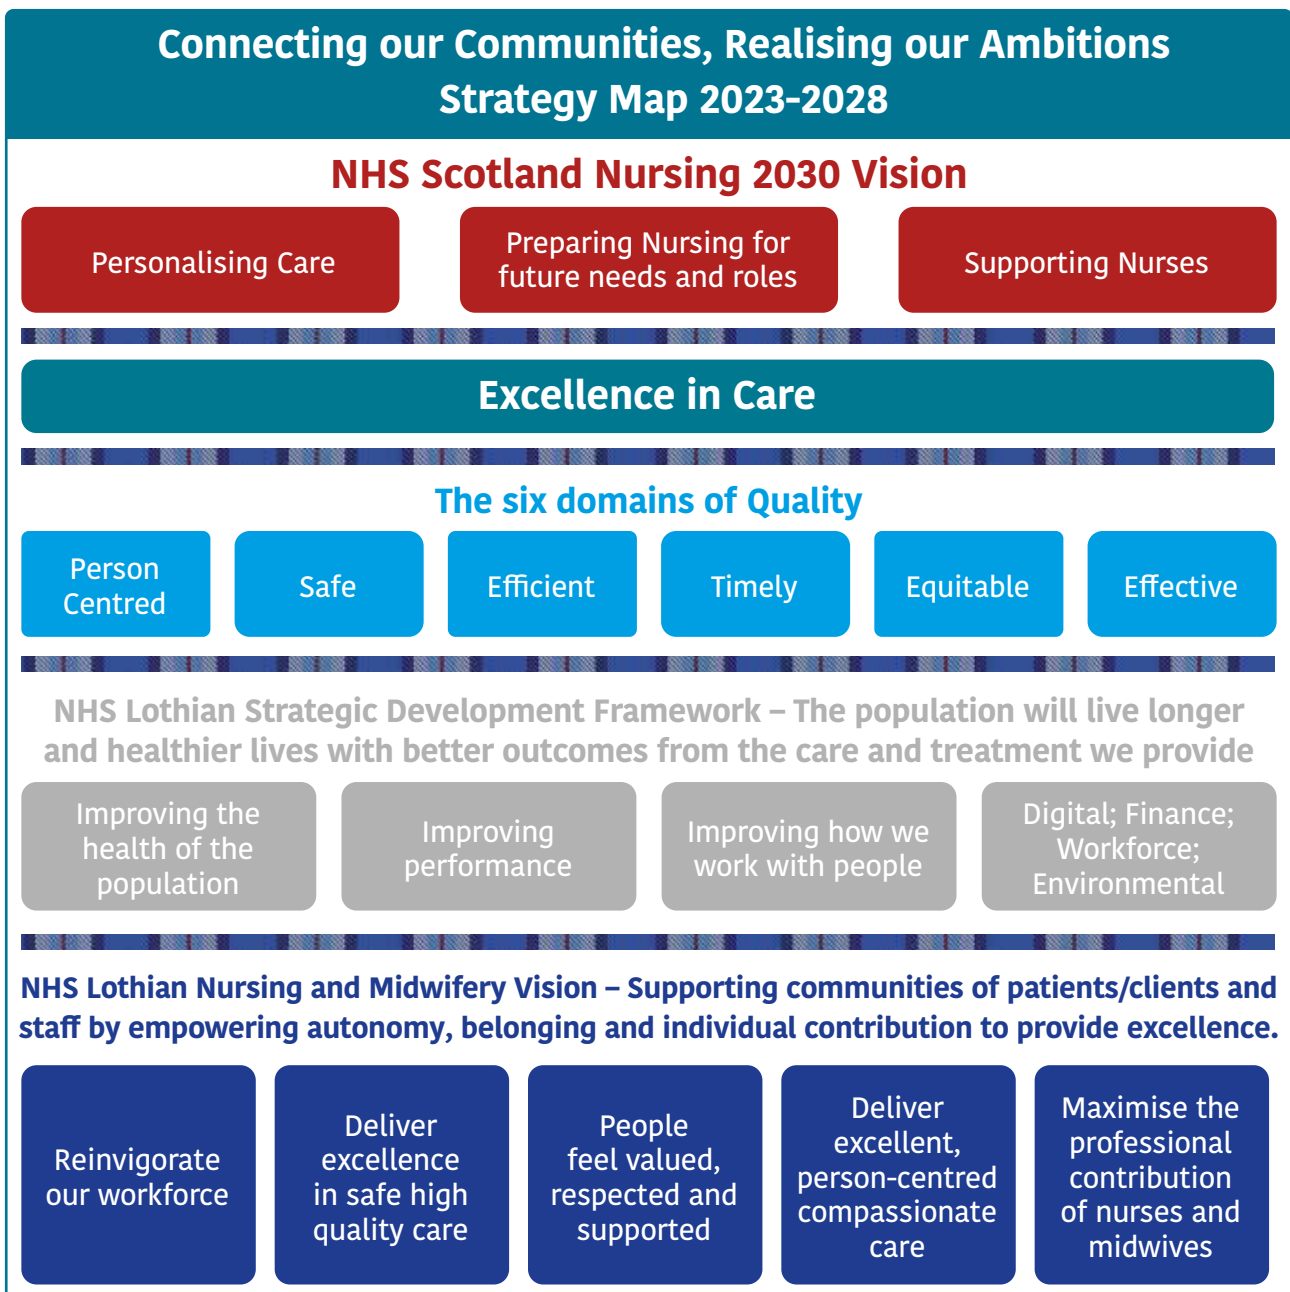 Connecting our Communities, Realising our Ambitions
Strategy Map 2023-2028
NHS Scotland Nursing 2030 Vision
Personalising Care
Preparing Nursing for
future needs and roles
Supporting Nurses
Excellence in Care
The six domains of Quality
Person
Centred
Safe
Efficient
Timely
Equitable
Effective
NHS Lothian Strategic Development Framework – The population will live longer
and healthier lives with better outcomes from the care and treatment we provide
Improving the
health of the
population
Improving
performance
Improving how we
work with people
Digital; Finance;
Workforce;
Environmental
NHS Lothian Nursing and Midwifery Vision – Supporting communities of patients/clients and
staff by empowering autonomy, belonging and individual contribution to provide excellence.
Reinvigorate
our workforce
Deliver
excellence
in safe high
quality care
People
feel valued,
respected and
supported
Deliver
excellent,
person-centred
compassionate
care
Maximise the
professional
contribution
of nurses and
midwives